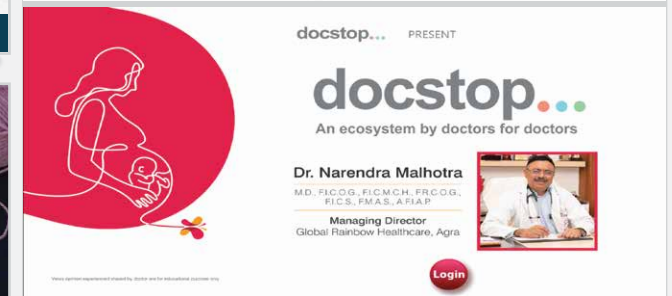 docstop... PRESENT
docstop...
An ecosystem by doctors for doctors
Dr. Narendra Malhotra
M.D., F.I.C.O.G., F.I.C.M.C.H., F.R.C.O.G.,
F.I.C.S., F.M.A.S., A.F.I.A.P.
Managing Director
Global Rainbow Healthcare, Agra
Login